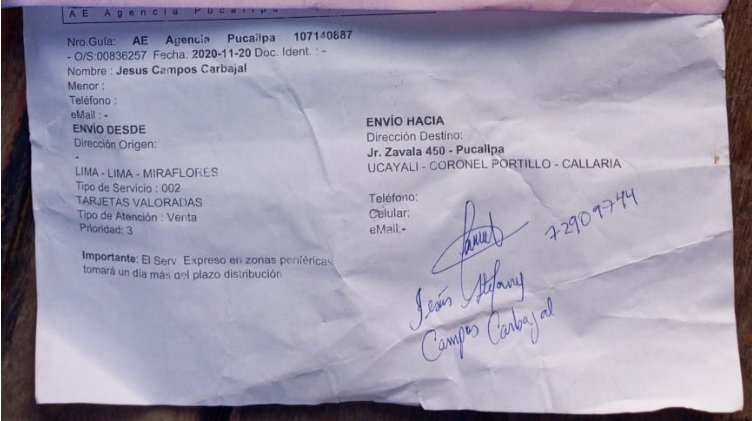 AE Agencia Pucallpa
Nro.Guía: AE Agencia Pucallpa 107140887
- O/S:00836257 Fecha. 2020-11-20 Doc. Ident. : -
Nombre : Jesus Campos Carbajal
Menor :
Teléfono :
eMail : -
ENVÍO DESDE
Dirección Origen:
-
LIMA - LIMA - MIRAFLORES
Tipo de Servicio : 002
TARJETAS VALORADAS
Tipo de Atención : Venta
Prioridad: 3
Importante: El Serv Expreso en zonas periféricas
tomará un día más del plazo distribución
ENVÍO HACIA
Dirección Destino:
Jr. Zavala 450 - Pucallpa
UCAYALI - CORONEL PORTILLO - CALLARIA
Teléfono:
Celular:
eMail:-
72909744
Jesús Stefanny
Campos Carbajal